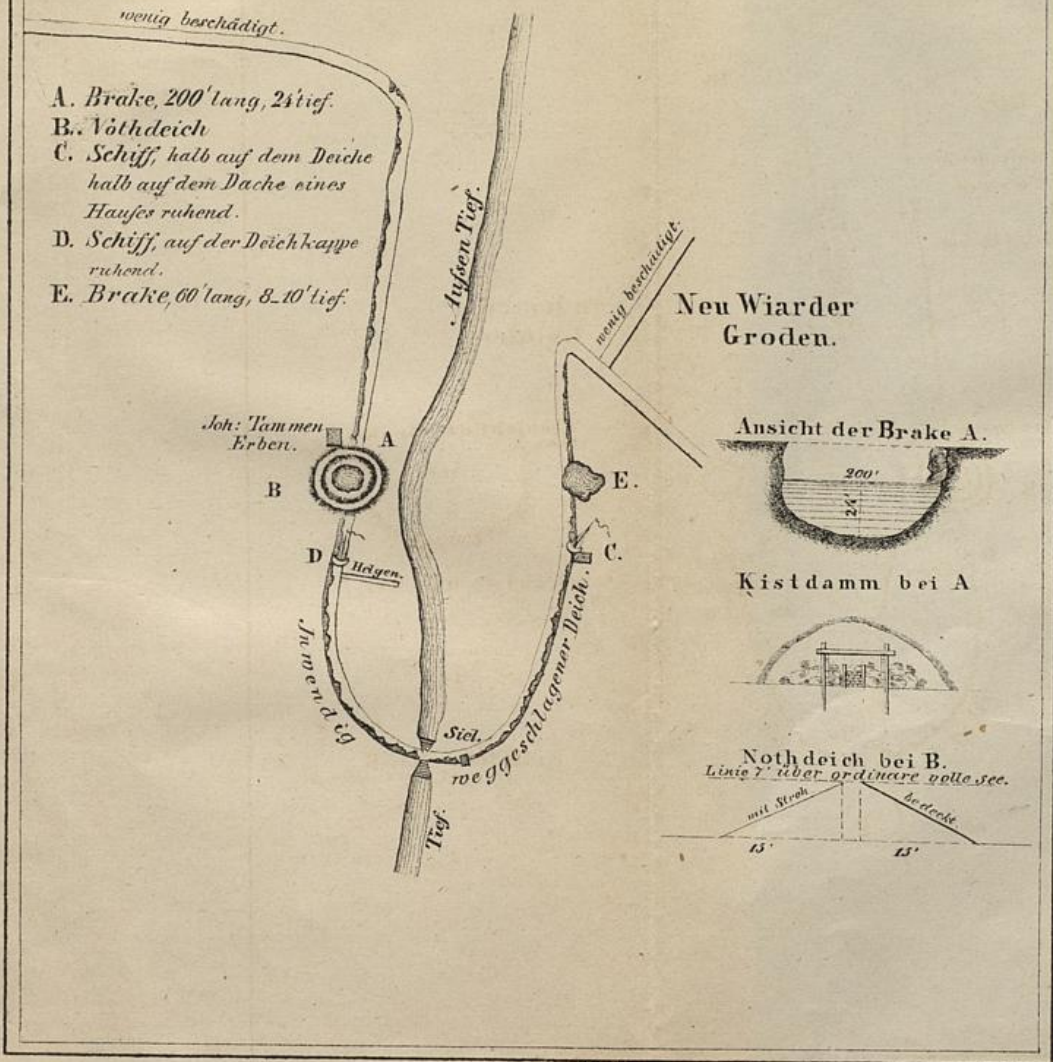 wenig beschädigt.
A. Brake, 200' lang, 24' tief.
B. Nothdeich
C. Schiff, halb auf dem Deiche
halb auf dem Dache eines
Hauſes ruhend.
D. Schiff, auf der Deichkappe
ruhend.
E. Brake, 60' lang, 8-10' tief.
Auſsen Tief.
wenig beschädigt.
Neu Wiarder
Groden.
Joh: Tammen
Erben.
A
B
E.
D
Helgen.
C.
Inwendig
weggeschlagener Deich.
Siel.
Tief.
Ansicht der Brake A.
200'
24'
Kistdamm bei A
Nothdeich bei B.
Linie 7' über ordinare volle See.
mit Stroh
bedeckt.
15'
15'